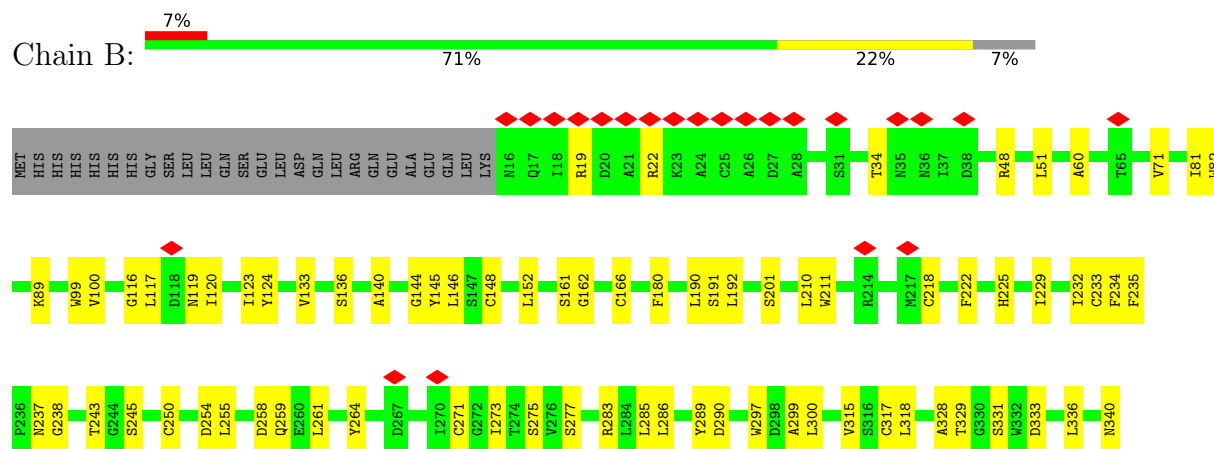 7%
Chain B:
71% 22% 7%
MET HIS HIS HIS HIS HIS HIS GLY SER LEU LEU GLN SER GLU LEU ASP GLN LEU ARG GLN GLU ALA GLU GLN LEU LYS N16 Q17 I18 R19 D20 A21 R22 K23 A24 C25 A26 D27 A28 S31 T34 N35 N36 I37 D38 R48 L51 A60 T65 V71 I81 W82
K89 W99 V100 G116 L117 D118 N119 I120 I123 Y124 V133 S136 A140 G144 Y145 L146 S147 C148 L152 S161 G162 C166 F180 L190 S191 L192 S201 L210 W211 R214 M217 C218 F222 H225 I229 I232 C233 F234 F235
P236 N237 G238 T243 G244 S245 C250 D254 L255 D258 Q259 E260 L261 Y264 D267 I270 C271 G272 I273 T274 S275 V276 S277 R283 L284 L285 L286 Y289 D290 W297 D298 A299 L300 V315 S316 C317 L318 A328 T329 G330 S331 W332 D333 L336 N340